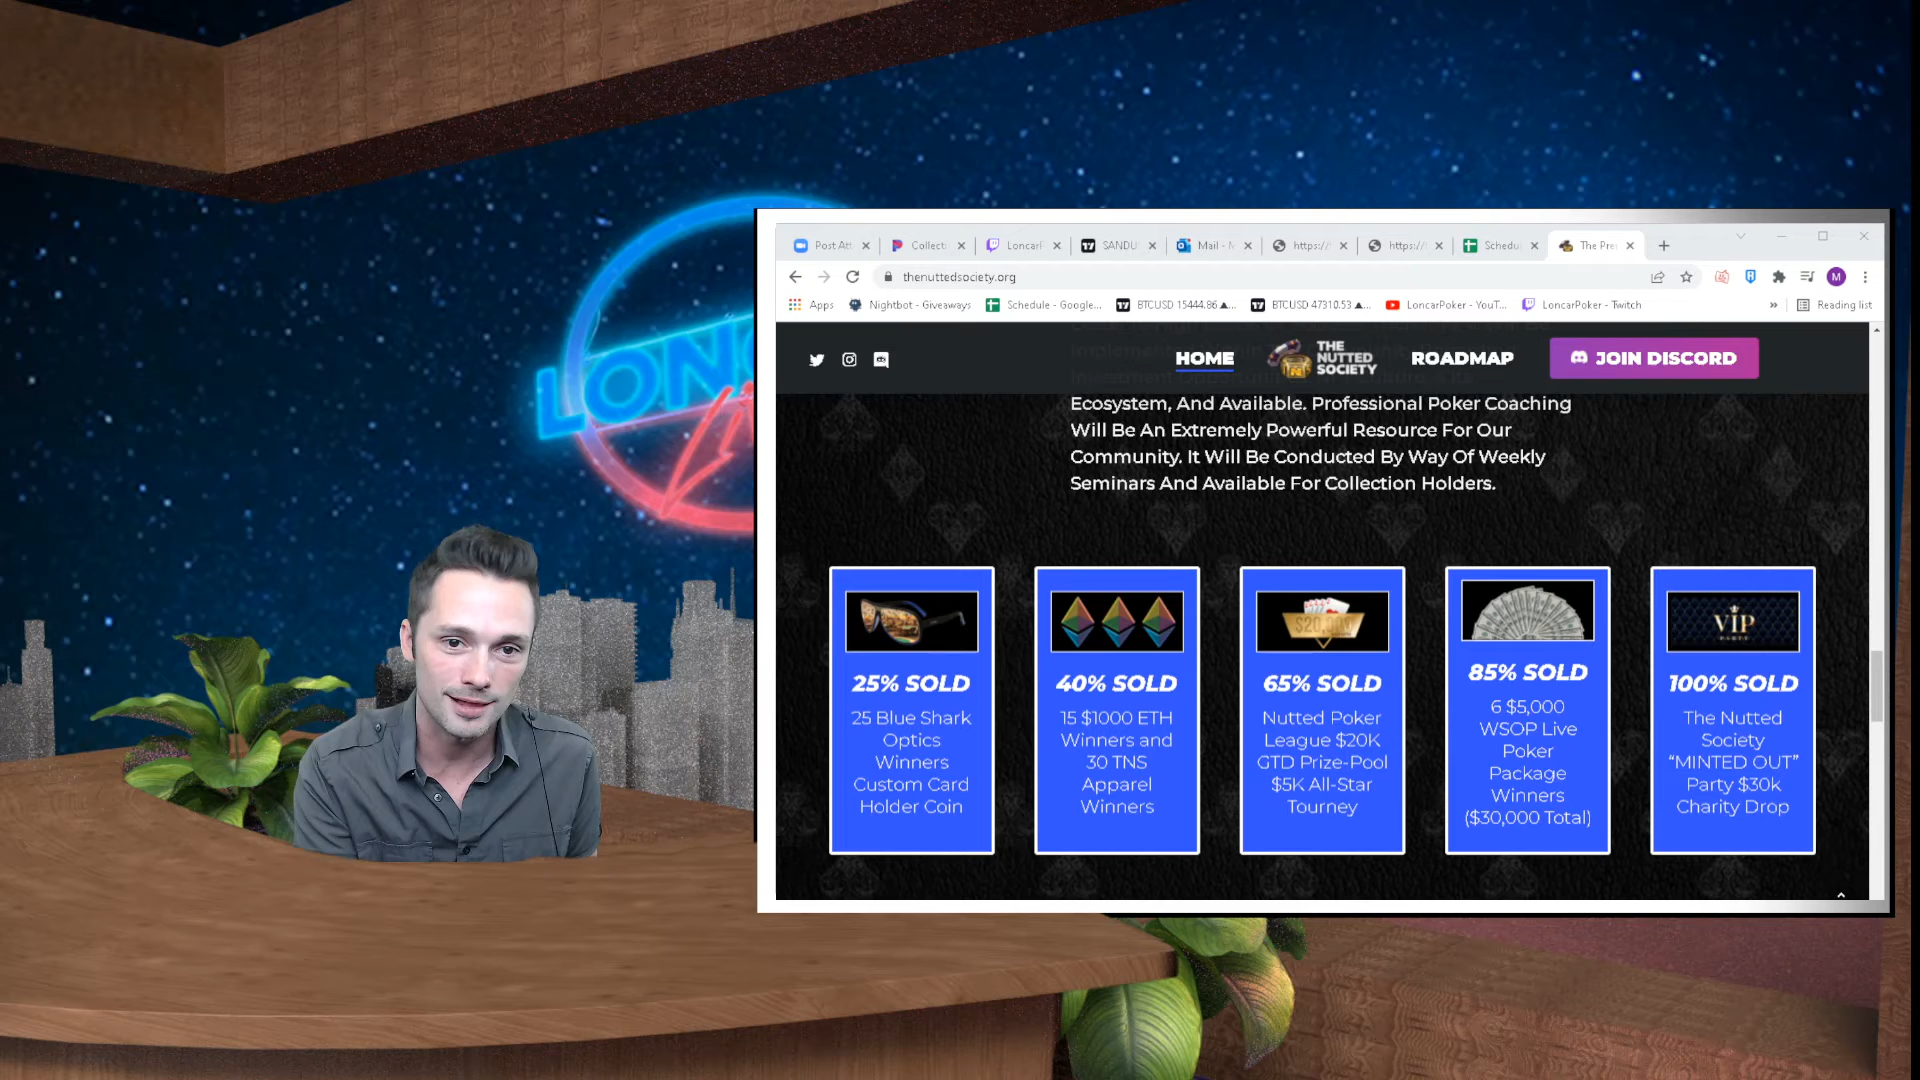 LON
Post Att
Collecti
LoncarP
SANDU
Mail - M
https://
https://
Schedu
The Pre
thenuttedsociety.org
M
Apps
Nightbot - Giveaways
Schedule - Google...
BTCUSD 15444.86 ▲...
BTCUSD 47310.53 ▲...
LoncarPoker - YouT...
LoncarPoker - Twitch
»
Reading list
HOME
THE
NUTTED
SOCIETY
ROADMAP
JOIN DISCORD
Ecosystem, And Available. Professional Poker Coaching
Will Be An Extremely Powerful Resource For Our
Community. It Will Be Conducted By Way Of Weekly
Seminars And Available For Collection Holders.
25% SOLD
25 Blue Shark
Optics
Winners
Custom Card
Holder Coin
40% SOLD
15 $1000 ETH
Winners and
30 TNS
Apparel
Winners
$20,000
65% SOLD
Nutted Poker
League $20K
GTD Prize-Pool
$5K All-Star
Tourney
85% SOLD
6 $5,000
WSOP Live
Poker
Package
Winners
($30,000 Total)
VIP
PARTY
100% SOLD
The Nutted
Society
“MINTED OUT”
Party $30k
Charity Drop